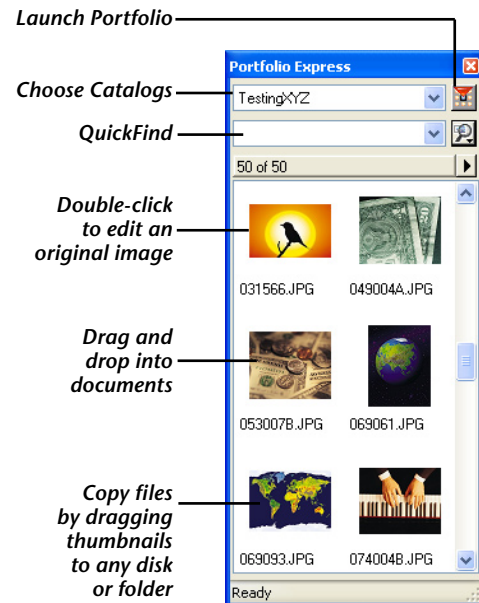 Launch Portfolio
Portfolio Express
Choose Catalogs
TestingXYZ
QuickFind
50 of 50
Double-click
to edit an
original image
031566.JPG
049004A.JPG
Drag and
drop into
documents
053007B.JPG
069061.JPG
Copy files
by dragging
thumbnails
to any disk
or folder
069093.JPG
074004B.JPG
Ready